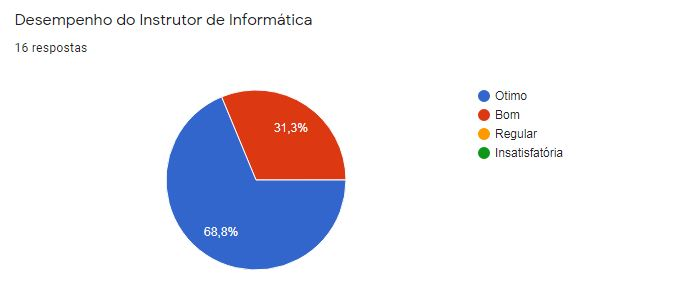 Desempenho do Instrutor de Informática
16 respostas
31,3%
68,8%
Otimo
Bom
Regular
Insatisfatória